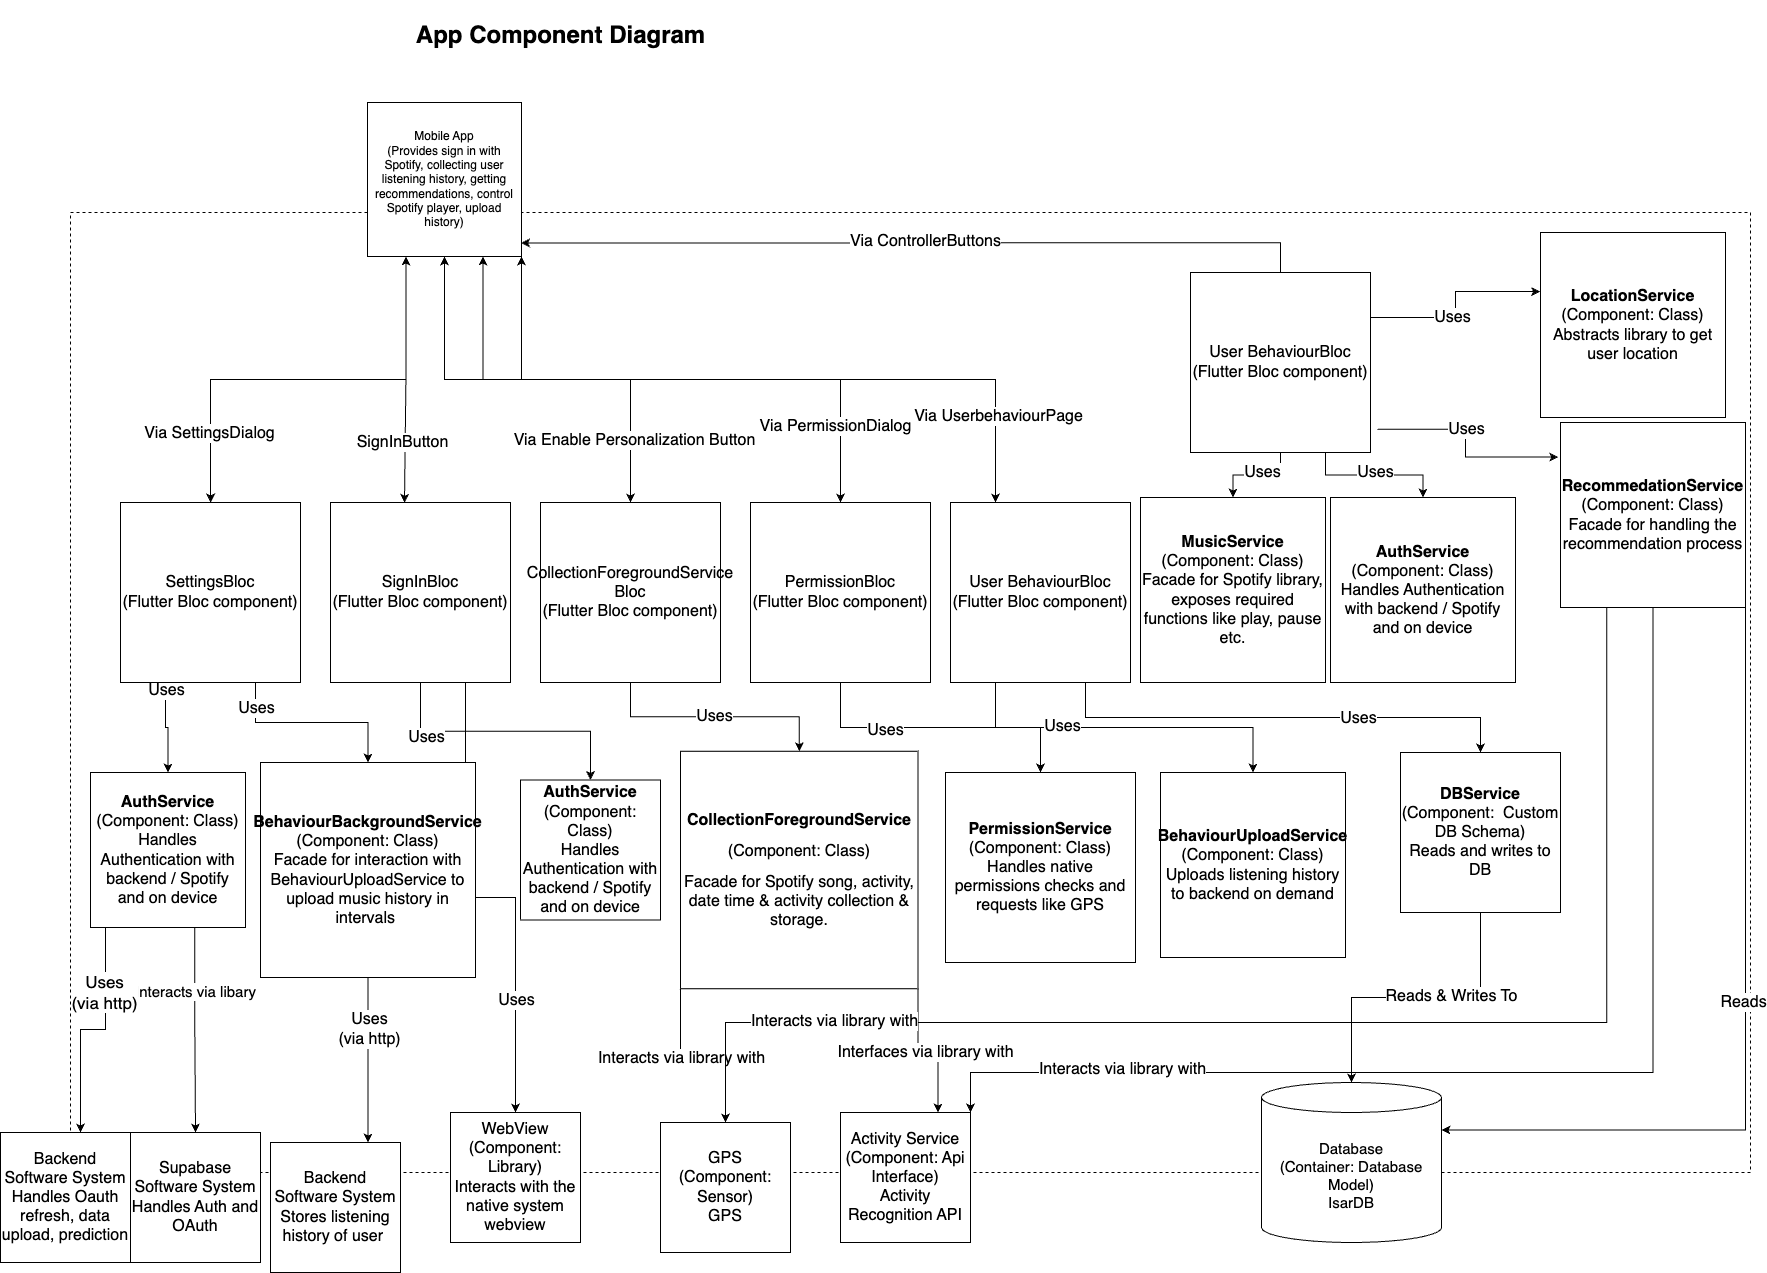 App Component Diagram
Mobile App
(Provides sign in with
Spotify, collecting user
listening history, getting
recommendations, control
Spotify player, upload
history)
Via ControllerButtons
User BehaviourBloc
(Flutter Bloc component)
Uses
LocationService
(Component: Class)
Abstracts library to get
user location
Uses
RecommedationService
(Component: Class)
Facade for handling the
recommendation process
Via SettingsDialog
SignInButton
Via Enable Personalization Button
Via PermissionDialog
Via UserbehaviourPage
Uses
Uses
SettingsBloc
(Flutter Bloc component)
SignInBloc
(Flutter Bloc component)
CollectionForegroundService
Bloc
(Flutter Bloc component)
PermissionBloc
(Flutter Bloc component)
User BehaviourBloc
(Flutter Bloc component)
MusicService
(Component: Class)
Facade for Spotify library,
exposes required
functions like play, pause
etc.
AuthService
(Component: Class)
Handles Authentication
with backend / Spotify
and on device
Uses
Uses
Uses
Uses
Uses
Uses
Uses
AuthService
(Component: Class)
Handles
Authentication with
backend / Spotify
and on device
BehaviourBackgroundService
(Component: Class)
Facade for interaction with
BehaviourUploadService to
upload music history in
intervals
AuthService
(Component:
Class)
Handles
Authentication with
backend / Spotify
and on device
CollectionForegroundService
(Component: Class)
Facade for Spotify song, activity,
date time & activity collection &
storage.
PermissionService
(Component: Class)
Handles native
permissions checks and
requests like GPS
BehaviourUploadService
(Component: Class)
Uploads listening history
to backend on demand
DBService
(Component:  Custom
DB Schema)
Reads and writes to
DB
Uses
(via http)
nteracts via libary
Uses
(via http)
Uses
Interacts via library with
Interacts via library with
Interfaces via library with
Interacts via library with
Reads & Writes To
Reads
Backend
Software System
Handles Oauth
refresh, data
upload, prediction
Supabase
Software System
Handles Auth and
OAuth
Backend
Software System
Stores listening
history of user
WebView
(Component:
Library)
Interacts with the
native system
webview
GPS
(Component:
Sensor)
GPS
Activity Service
(Component: Api
Interface)
Activity
Recognition API
Database
(Container: Database
Model)
IsarDB